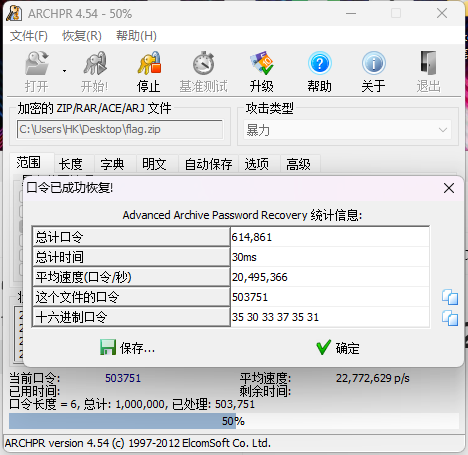 ARCHPR 4.54 - 50%
文件(F) 恢复(R) 帮助(H)
打开 开始! 停止 基准测试 升级 帮助 关于 退出
加密的 ZIP/RAR/ACE/ARJ 文件 攻击类型
C:\Users\HK\Desktop\flag.zip 暴力
范围 长度 字典 明文 自动保存 选项 高级
口令已成功恢复!
Advanced Archive Password Recovery 统计信息:
总计口令 614,861
总计时间 30ms
平均速度(口令/秒) 20,495,366
这个文件的口令 503751
十六进制口令 35 30 33 37 35 31
保存... 确定
当前口令: 503751 平均速度: 22,772,629 p/s
已用时间: 剩余时间:
口令长度 = 6, 总计: 1,000,000, 已处理: 503,751
50%
ARCHPR version 4.54 (c) 1997-2012 ElcomSoft Co. Ltd.